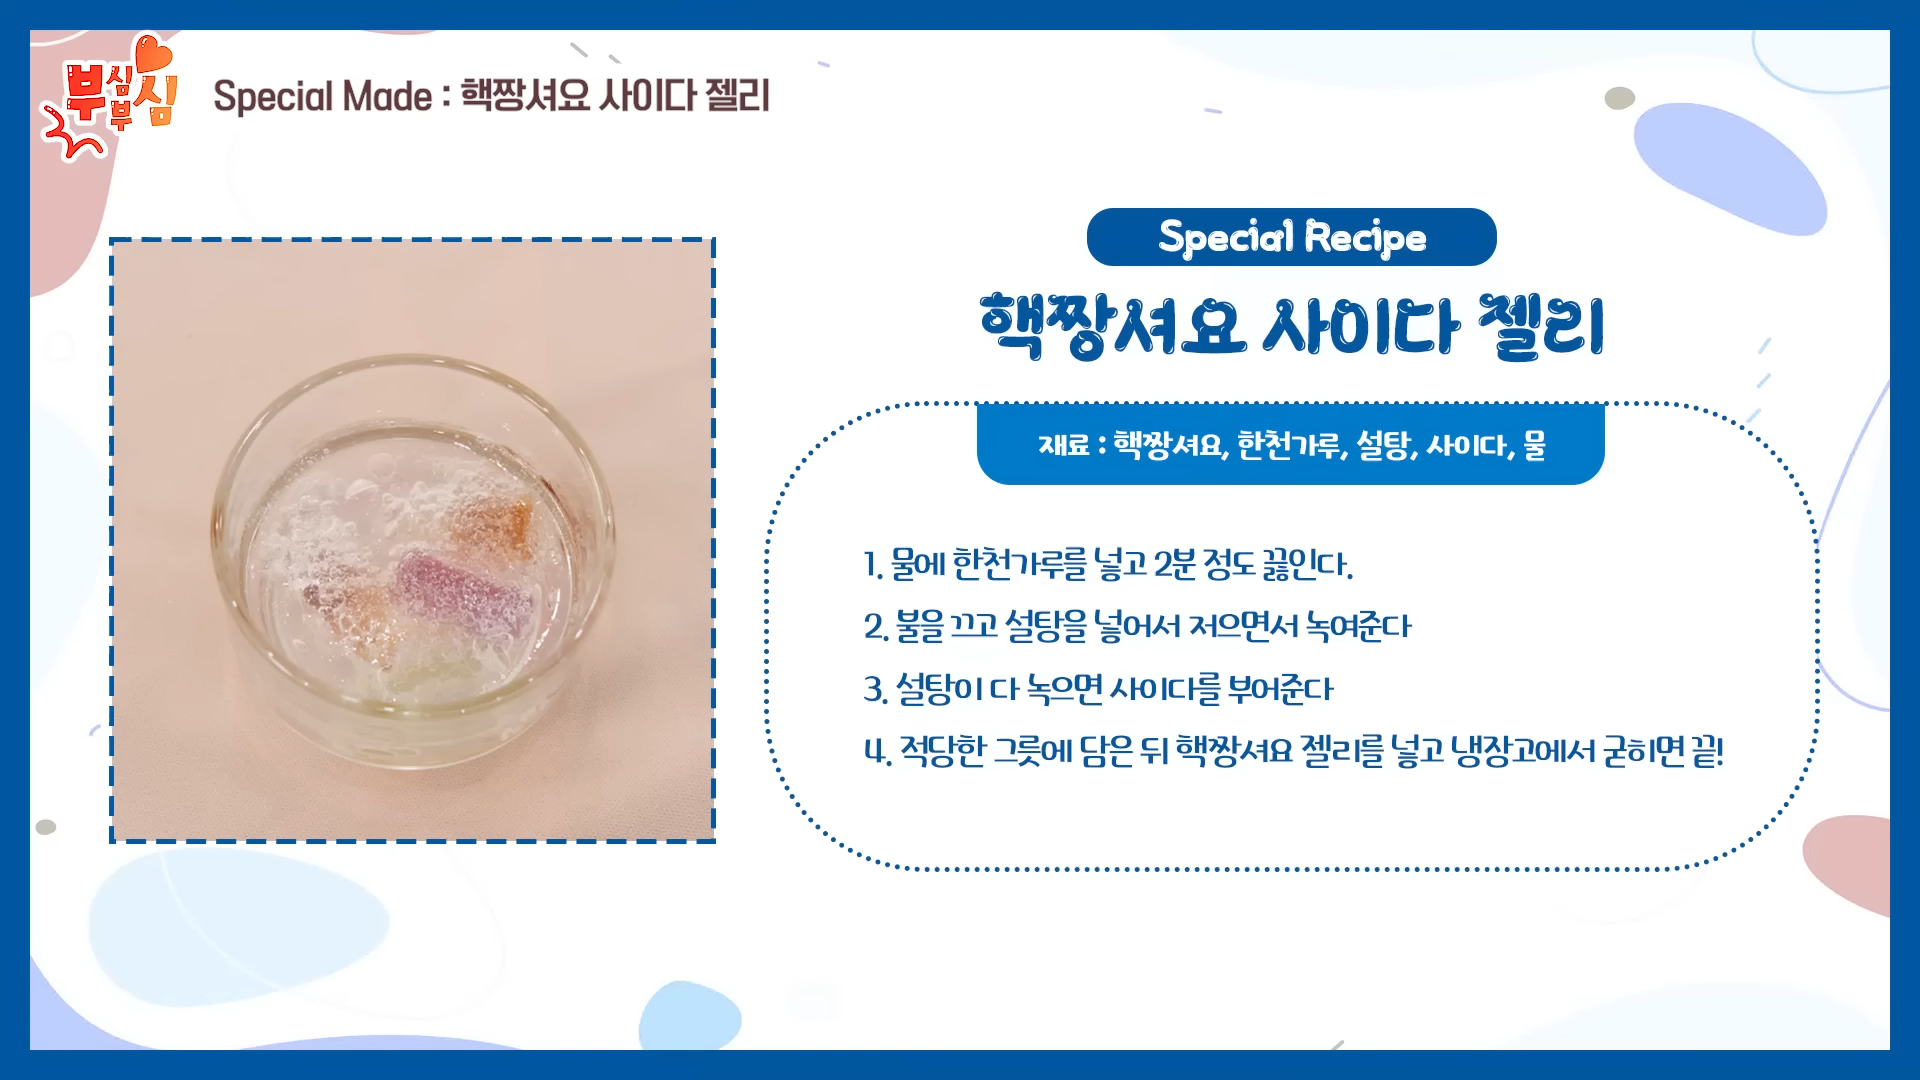 부심부심
Special Made : 핵짱셔요 사이다 젤리
Special Recipe
핵짱셔요 사이다 젤리
재료 : 핵짱셔요, 한천가루, 설탕, 사이다, 물
1. 물에 한천가루를 넣고 2분 정도 끓인다.
2. 불을 끄고 설탕을 넣어서 저으면서 녹여준다
3. 설탕이 다 녹으면 사이다를 부어준다
4. 적당한 그릇에 담은 뒤 핵짱셔요 젤리를 넣고 냉장고에서 굳히면 끝!